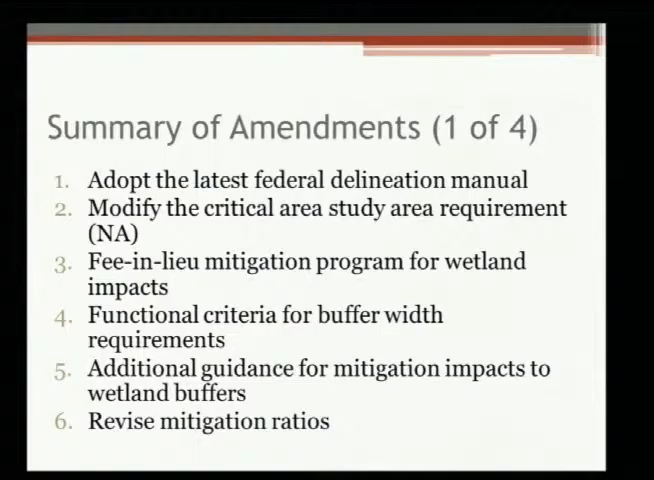 Summary of Amendments (1 of 4)
1. Adopt the latest federal delineation manual
2. Modify the critical area study area requirement
(NA)
3. Fee-in-lieu mitigation program for wetland
impacts
4. Functional criteria for buffer width
requirements
5. Additional guidance for mitigation impacts to
wetland buffers
6. Revise mitigation ratios